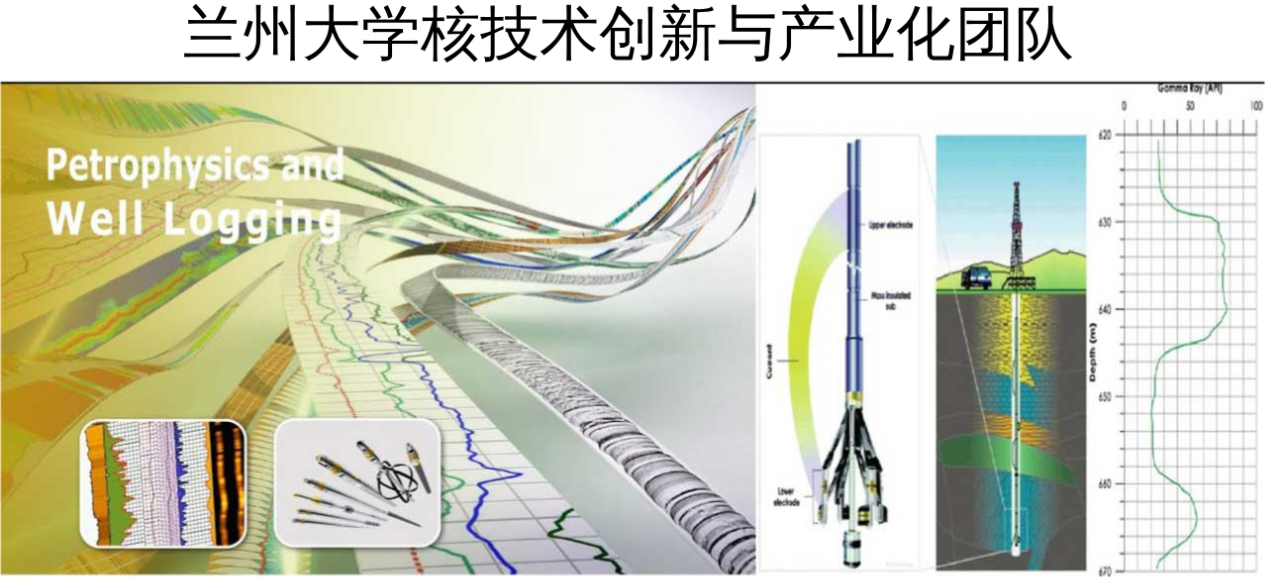 兰州大学核技术创新与产业化团队
Petrophysics and
Well Logging
Upper electrode
Mass insulated
sub
Current
Lower
electrode
Gamma Ray (API)
0 50 100
Depth (m)
620
630
640
650
660
670